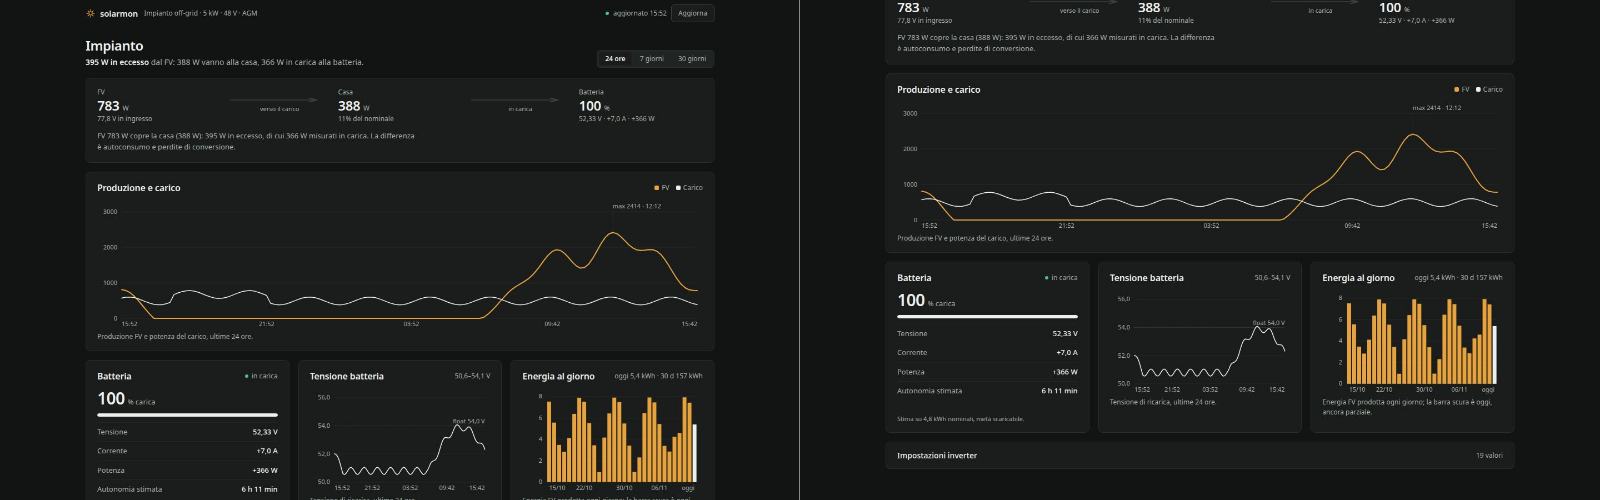 solarmon Impianto off-grid · 5 kW · 48 V · AGM
aggiornato 15:52 Aggiorna
Impianto
395 W in eccesso dal FV: 388 W vanno alla casa, 366 W in carica alla batteria.
24 ore 7 giorni 30 giorni
FV Casa Batteria
783 W verso il carico 388 W in carica 100 %
77,8 V in ingresso 11% del nominale 52,33 V · +7,0 A · +366 W
FV 783 W copre la casa (388 W): 395 W in eccesso, di cui 366 W misurati in carica. La differenza
è autoconsumo e perdite di conversione.
Produzione e carico FV Carico
max 2414 · 12:12
3000
2000
1000
0
15:52 21:52 03:52 09:42 15:42
Produzione FV e potenza del carico, ultime 24 ore.
Batteria in carica
100 % carica
Tensione 52,33 V
Corrente +7,0 A
Potenza +366 W
Autonomia stimata 6 h 11 min
Tensione batteria 50,6–54,1 V
56,0
float 54,0 V
54,0
52,0
50,0
15:52 21:52 03:52 09:42 15:42
Energia al giorno oggi 5,4 kWh · 30 d 157 kWh
8
6
4
2
0
15/10 22/10 30/10 06/11 oggi
783 W verso il carico 388 W in carica 100 %
77,8 V in ingresso 11% del nominale 52,33 V · +7,0 A · +366 W
FV 783 W copre la casa (388 W): 395 W in eccesso, di cui 366 W misurati in carica. La differenza
è autoconsumo e perdite di conversione.
Produzione e carico FV Carico
max 2414 · 12:12
3000
2000
1000
0
15:52 21:52 03:52 09:42 15:42
Produzione FV e potenza del carico, ultime 24 ore.
Batteria in carica
100 % carica
Tensione 52,33 V
Corrente +7,0 A
Potenza +366 W
Autonomia stimata 6 h 11 min
Stima su 4,8 kWh nominali, metà scaricabile.
Tensione batteria 50,6–54,1 V
56,0
float 54,0 V
54,0
52,0
50,0
15:52 21:52 03:52 09:42 15:42
Tensione di ricarica, ultime 24 ore.
Energia al giorno oggi 5,4 kWh · 30 d 157 kWh
8
6
4
2
0
15/10 22/10 30/10 06/11 oggi
Energia FV prodotta ogni giorno; la barra scura è oggi,
ancora parziale.
Impostazioni inverter 19 valori